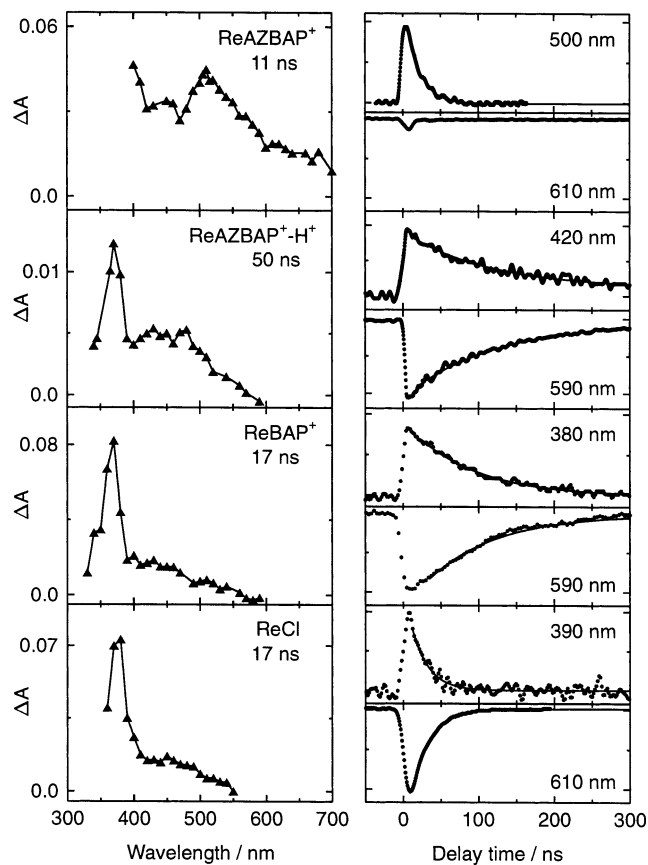 0.06
ReAZBAP⁺
11 ns
ΔA
0.0
500 nm
610 nm
ReAZBAP⁺-H⁺
50 ns
0.01
ΔA
0.0
420 nm
590 nm
ReBAP⁺
17 ns
0.08
ΔA
0.0
380 nm
590 nm
ReCl
17 ns
0.07
ΔA
0.0
390 nm
610 nm
300 400 500 600 700
Wavelength / nm
0 100 200 300
Delay time / ns